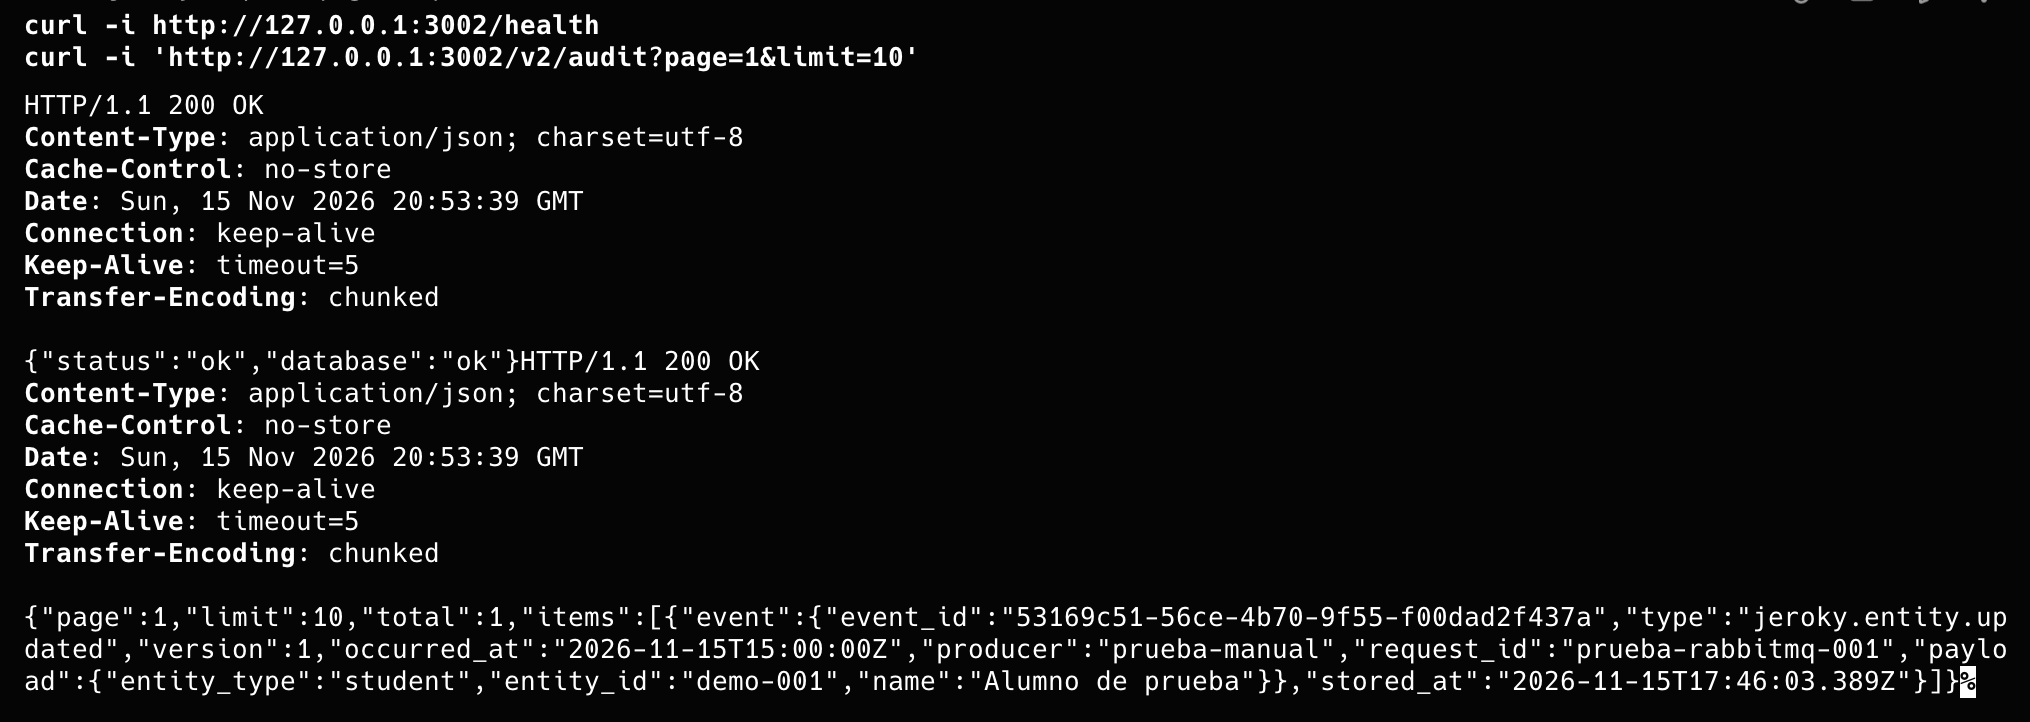 curl -i http://127.0.0.1:3002/health
curl -i 'http://127.0.0.1:3002/v2/audit?page=1&limit=10'
HTTP/1.1 200 OK
Content-Type: application/json; charset=utf-8
Cache-Control: no-store
Date: Sun, 15 Nov 2026 20:53:39 GMT
Connection: keep-alive
Keep-Alive: timeout=5
Transfer-Encoding: chunked
{"status":"ok","database":"ok"}HTTP/1.1 200 OK
Content-Type: application/json; charset=utf-8
Cache-Control: no-store
Date: Sun, 15 Nov 2026 20:53:39 GMT
Connection: keep-alive
Keep-Alive: timeout=5
Transfer-Encoding: chunked
{"page":1,"limit":10,"total":1,"items":[{"event":{"event_id":"53169c51-56ce-4b70-9f55-f00dad2f437a","type":"jeroky.entity.up
dated","version":1,"occurred_at":"2026-11-15T15:00:00Z","producer":"prueba-manual","request_id":"prueba-rabbitmq-001","paylo
ad":{"entity_type":"student","entity_id":"demo-001","name":"Alumno de prueba"}},"stored_at":"2026-11-15T17:46:03.389Z"}]}%